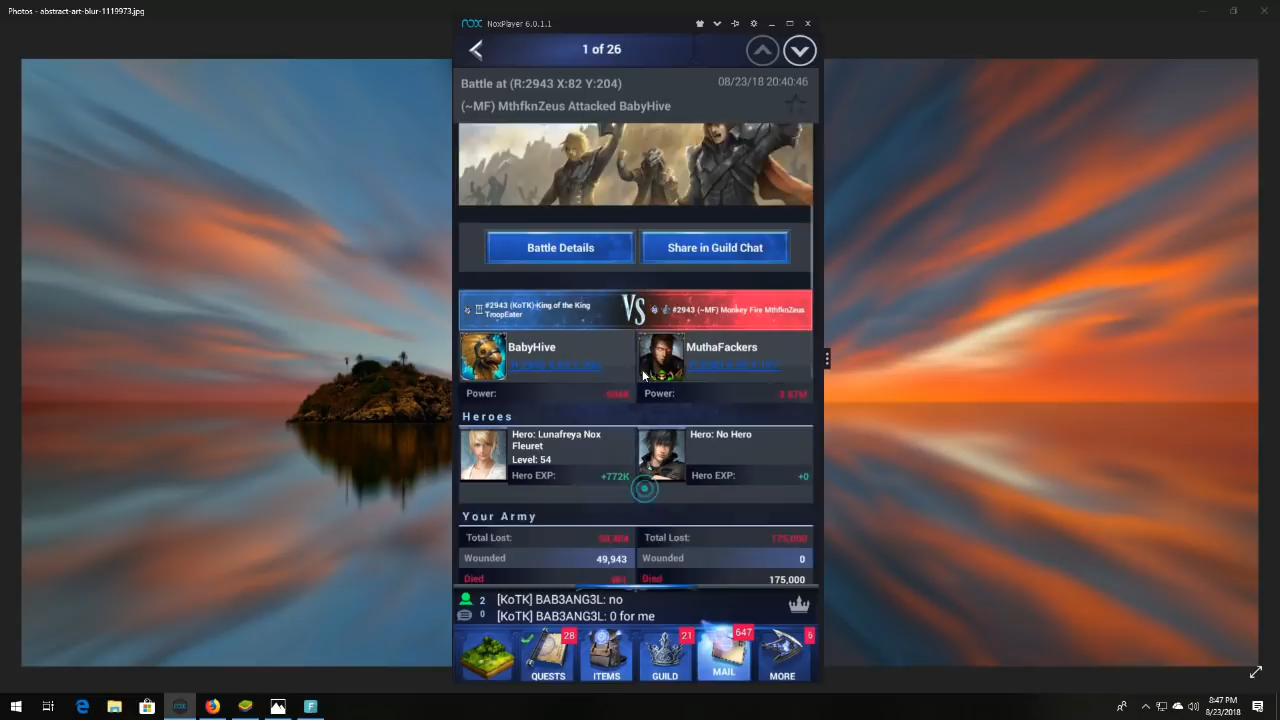 Photos - abstract-art-blur-1119973.jpg
nox NoxPlayer 6.0.1.1
1 of 26
Battle at (R:2943 X:82 Y:204)
08/23/18 20:40:46
(~MF) MthfknZeus Attacked BabyHive
Battle Details
Share in Guild Chat
#2943 (KoTK)-King of the King
TroopEater
VS
#2943 (~MF) Monkey Fire MthfknZeus
BabyHive
MuthaFackers
Power:
Power:
Heroes
Hero: Lunafreya Nox
Fleuret
Level: 54
Hero EXP: +772K
Hero: No Hero
Hero EXP: +0
Your Army
Total Lost:
Total Lost: 175,000
Wounded 49,943
Wounded 0
Died
Died 175,000
2 [KoTK] BAB3ANG3L: no
0 [KoTK] BAB3ANG3L: 0 for me
28
21
647
6
QUESTS
ITEMS
GUILD
MAIL
MORE
nox
F
8:47 PM
8/23/2018